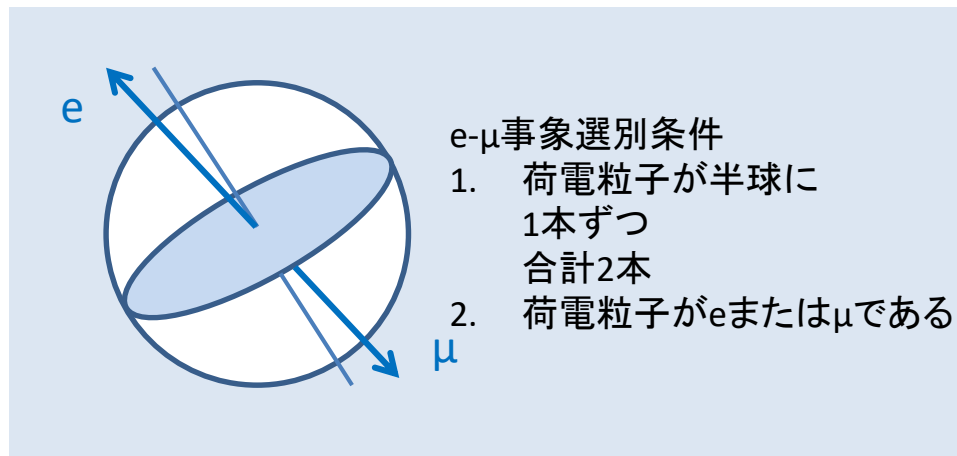 e
e-μ事象選別条件
1. 荷電粒子が半球に
1本ずつ
合計2本
2. 荷電粒子がeまたはμである
μ